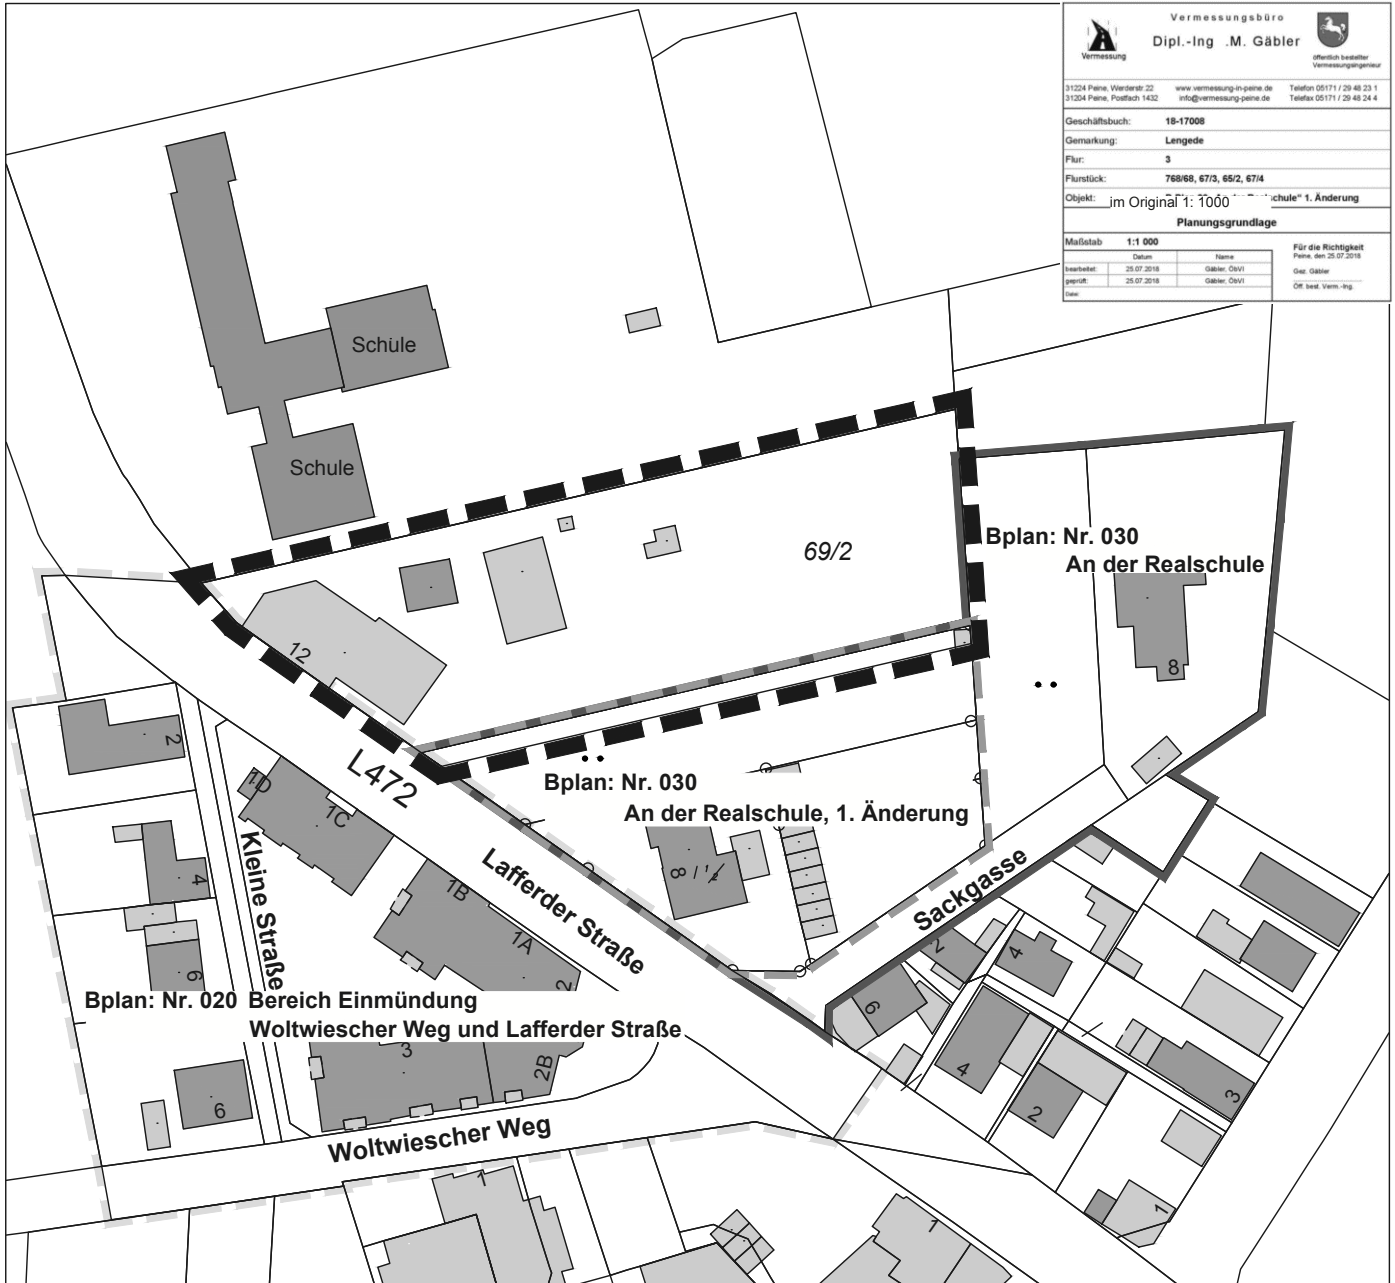 Vermessungsbüro
Dipl.-Ing .M. Gäbler
Vermessung
öffentlich bestellter
Vermessungsingenieur
31224 Peine, Werderstr.22 www.vermessung-in-peine.de Telefon 05171 / 29 48 23 1
31204 Peine, Postfach 1432 info@vermessung-peine.de Telefax 05171 / 29 48 24 4
Geschäftsbuch: 18-17008
Gemarkung: Lengede
Flur: 3
Flurstück: 768/68, 67/3, 65/2, 67/4
Objekt: im Original 1: 1000 schule" 1. Änderung
Planungsgrundlage
Maßstab 1:1 000
Datum Name
bearbeitet: 25.07.2018 Gäbler, ÖbVI
geprüft: 25.07.2018 Gäbler, ÖbVI
Datei:
Für die Richtigkeit
Peine, den 25.07.2018
Gez. Gäbler
Öff. best. Verm.-Ing.
Schule
Schule
69/2
Bplan: Nr. 030
An der Realschule
8
12
L472
Bplan: Nr. 030
An der Realschule, 1. Änderung
2
1D
1C
Kleine Straße
4
8 / 1/2
1B
1A
Lafferder Straße
Sackgasse
2
4
6
2
6
Bplan: Nr. 020 Bereich Einmündung
Woltwiescher Weg und Lafferder Straße
3
2B
4
2
3
6
Woltwiescher Weg
1
1
1